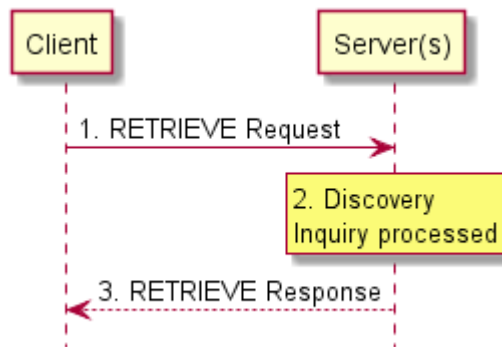 Client
Server(s)
1. RETRIEVE Request
2. Discovery
Inquiry processed
3. RETRIEVE Response